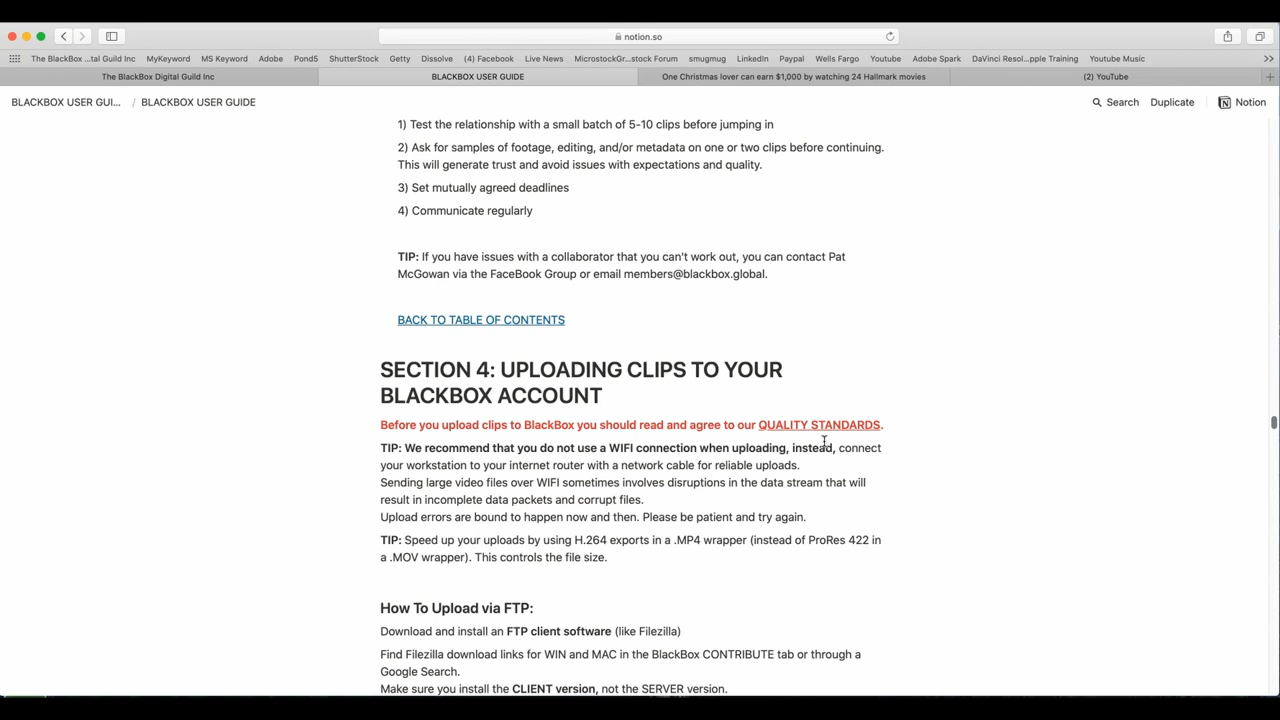 notion.so
The BlackBox ...tal Guild Inc MyKeyword MS Keyword Adobe Pond5 ShutterStock Getty Dissolve (4) Facebook Live News MicrostockGr...stock Forum smugmug LinkedIn Paypal Wells Fargo Youtube Adobe Spark DaVinci Resol...pple Training Youtube Music
The BlackBox Digital Guild Inc BLACKBOX USER GUIDE One Christmas lover can earn $1,000 by watching 24 Hallmark movies (2) YouTube
BLACKBOX USER GUI... / BLACKBOX USER GUIDE Search Duplicate Notion
1) Test the relationship with a small batch of 5-10 clips before jumping in
2) Ask for samples of footage, editing, and/or metadata on one or two clips before continuing.
This will generate trust and avoid issues with expectations and quality.
3) Set mutually agreed deadlines
4) Communicate regularly
TIP: If you have issues with a collaborator that you can't work out, you can contact Pat
McGowan via the FaceBook Group or email members@blackbox.global.
BACK TO TABLE OF CONTENTS
SECTION 4: UPLOADING CLIPS TO YOUR
BLACKBOX ACCOUNT
Before you upload clips to BlackBox you should read and agree to our QUALITY STANDARDS.
TIP: We recommend that you do not use a WIFI connection when uploading, instead, connect
your workstation to your internet router with a network cable for reliable uploads.
Sending large video files over WIFI sometimes involves disruptions in the data stream that will
result in incomplete data packets and corrupt files.
Upload errors are bound to happen now and then. Please be patient and try again.
TIP: Speed up your uploads by using H.264 exports in a .MP4 wrapper (instead of ProRes 422 in
a .MOV wrapper). This controls the file size.
How To Upload via FTP:
Download and install an FTP client software (like Filezilla)
Find Filezilla download links for WIN and MAC in the BlackBox CONTRIBUTE tab or through a
Google Search.
Make sure you install the CLIENT version, not the SERVER version.